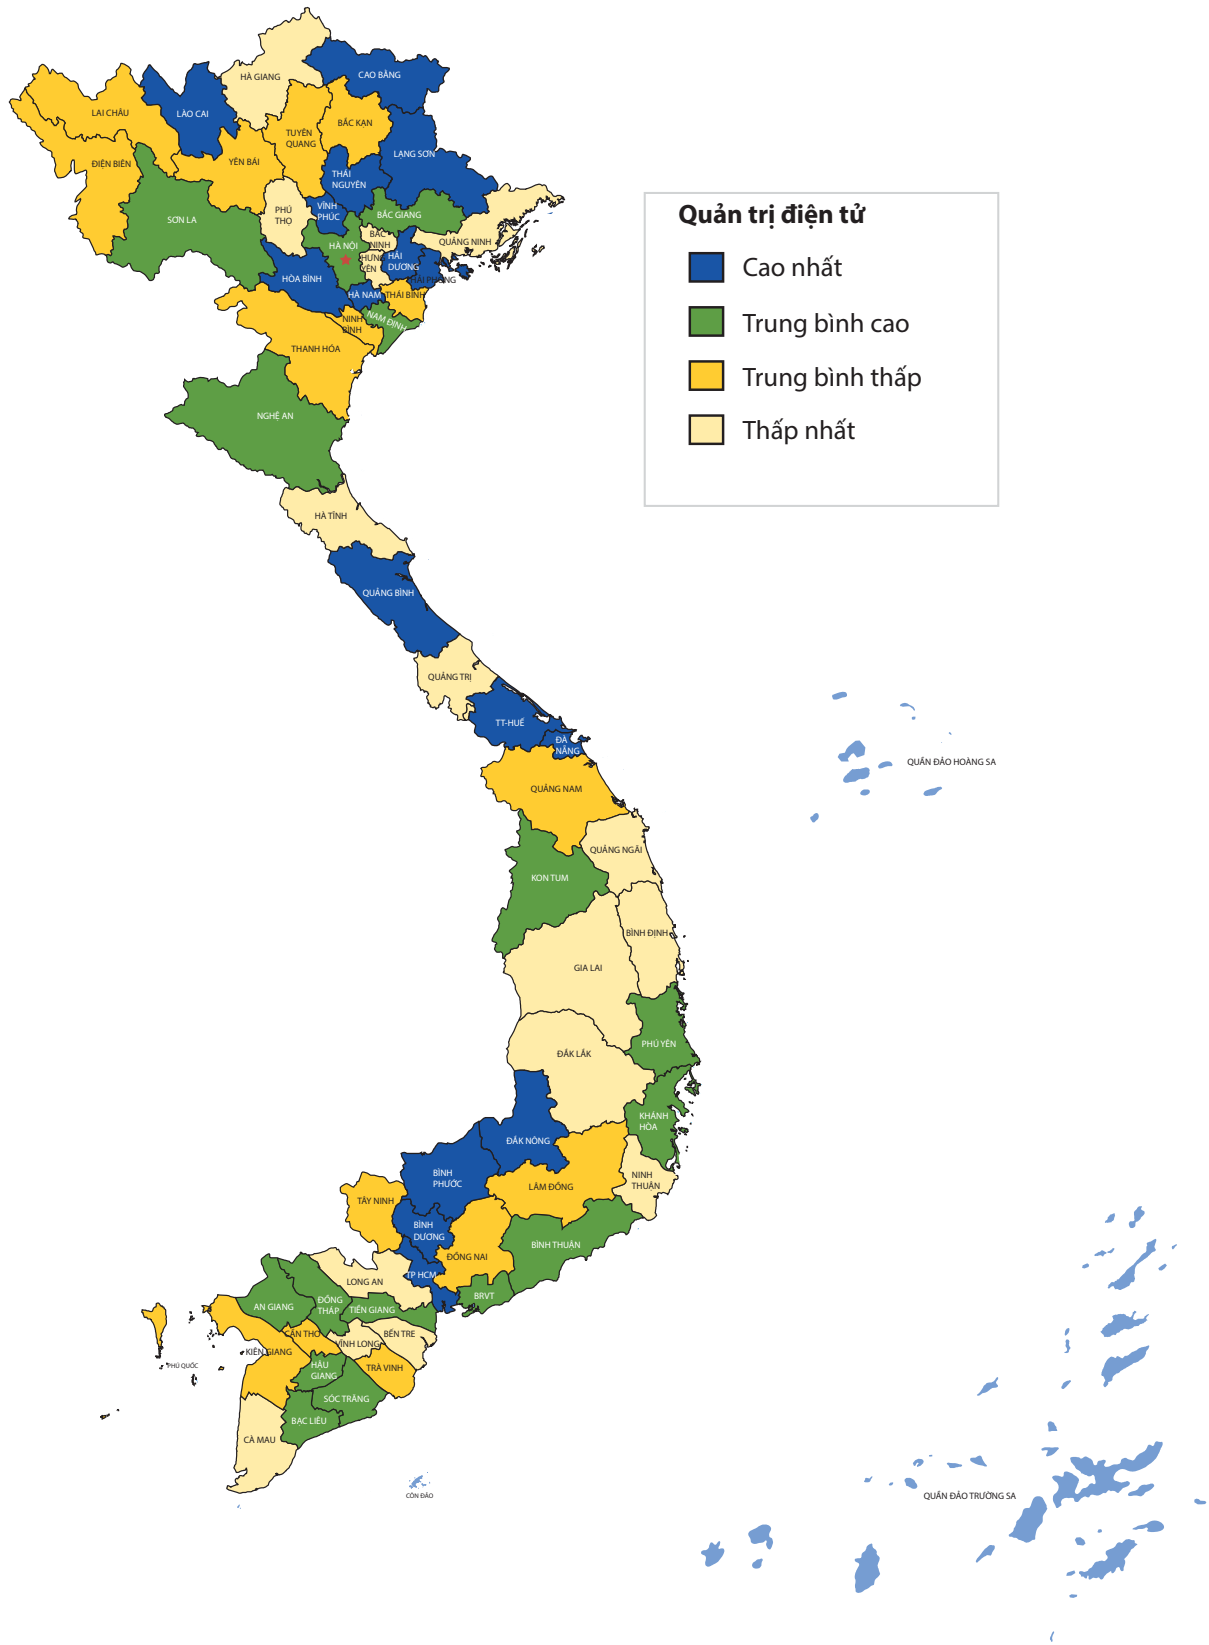 HÀ GIANG
CAO BẰNG
LAI CHÂU
LÀO CAI
BẮC KẠN
TUYÊN
QUANG
LẠNG SƠN
ĐIỆN BIÊN
YÊN BÁI
THÁI
NGUYÊN
SƠN LA
PHÚ
THỌ
VĨNH
PHÚC
BẮC GIANG
BẮC
NINH
QUẢNG NINH
HÀ NỘI
HƯNG
YÊN
HẢI
DƯƠNG
HẢI PHÒNG
HÒA BÌNH
HÀ NAM
THÁI BÌNH
NINH
BÌNH
NAM ĐỊNH
THANH HÓA
NGHỆ AN
Quản trị điện tử
Cao nhất
Trung bình cao
Trung bình thấp
Thấp nhất
HÀ TĨNH
QUẢNG BÌNH
QUẢNG TRỊ
TT-HUẾ
ĐÀ
NẴNG
QUẢNG NAM
QUẦN ĐẢO HOÀNG SA
QUẢNG NGÃI
KON TUM
BÌNH ĐỊNH
GIA LAI
PHÚ YÊN
ĐẮK LẮK
KHÁNH
HÒA
ĐẮK NÔNG
BÌNH
PHƯỚC
LÂM ĐỒNG
NINH
THUẬN
TÂY NINH
BÌNH
DƯƠNG
ĐỒNG NAI
BÌNH THUẬN
TP HCM
LONG AN
BRVT
AN GIANG
ĐỒNG
THÁP
TIỀN GIANG
CẦN THƠ
VĨNH LONG
BẾN TRE
KIÊN GIANG
PHÚ QUỐC
HẬU
GIANG
TRÀ VINH
SÓC TRĂNG
BẠC LIÊU
CÀ MAU
CÔN ĐẢO
QUẦN ĐẢO TRƯỜNG SA